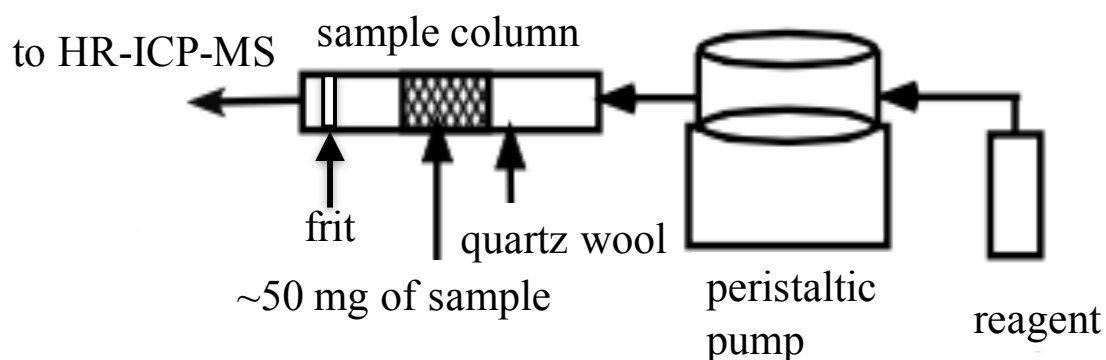 to HR-ICP-MS
sample column
frit
quartz wool
~50 mg of sample
peristaltic
pump
reagent